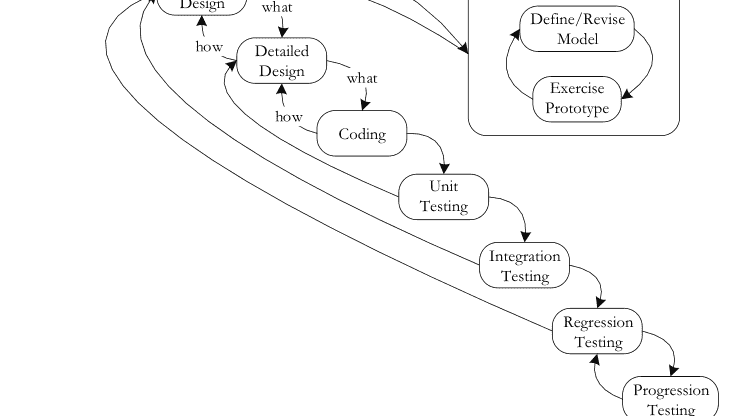 Design
what
how
Detailed
Design
what
how
Coding
Unit
Testing
Integration
Testing
Regression
Testing
Progression
Testing
Define/Revise
Model
Exercise
Prototype